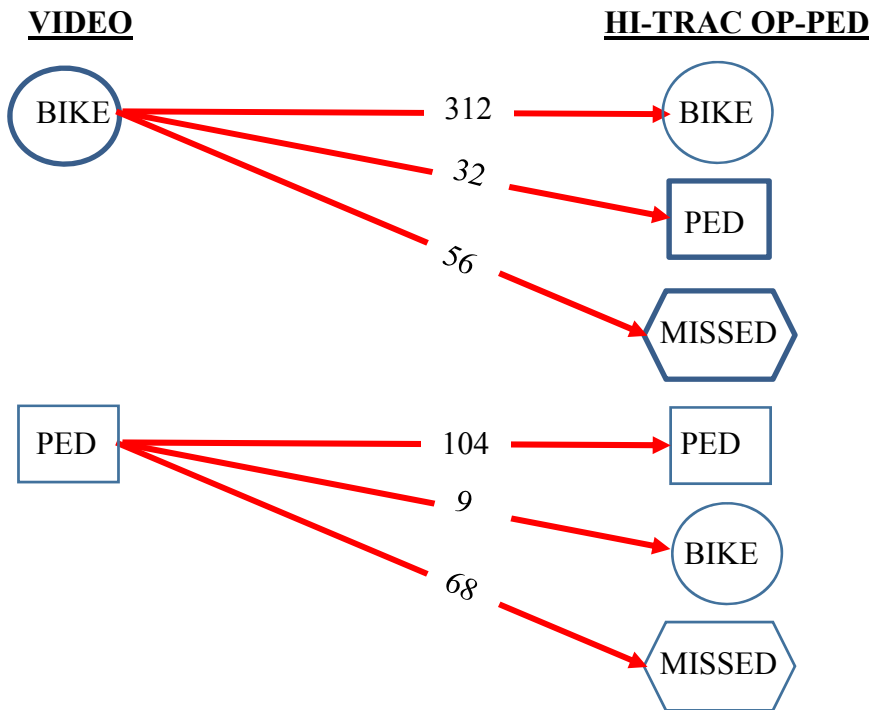 VIDEO
HI-TRAC OP-PED
BIKE
312
BIKE
32
PED
56
MISSED
PED
104
PED
9
BIKE
68
MISSED